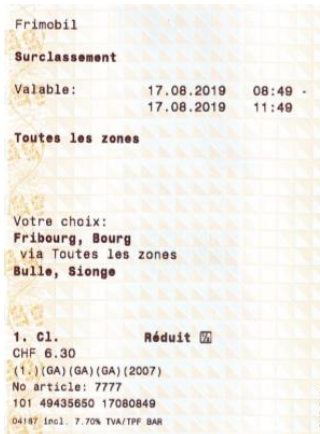 Frimobil
Surclassement
Valable: 17.08.2019 08:49 -
17.08.2019 11:49
Toutes les zones
Votre choix:
Fribourg, Bourg
via Toutes les zones
Bulle, Sionge
1. Cl. Réduit ½
CHF 6.30
(1.)(GA)(GA)(GA)(2007)
No article: 7777
101 49435650 17080849
04187 incl. 7.70% TVA/TPF BAR